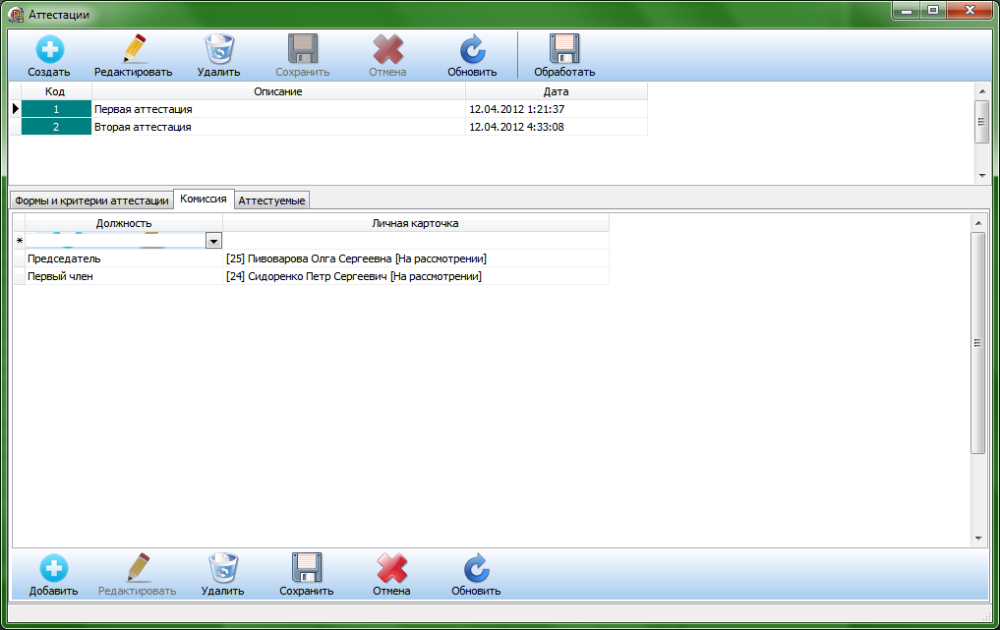 Аттестации
Создать Редактировать Удалить Сохранить Отмена Обновить Обработать
Код Описание Дата
1 Первая аттестация 12.04.2012 1:21:37
2 Вторая аттестация 12.04.2012 4:33:08
Формы и критерии аттестации Комиссия Аттестуемые
Должность Личная карточка
*
Председатель [25] Пивоварова Олга Сергеевна [На рассмотрении]
Первый член [24] Сидоренко Петр Сергеевич [На рассмотрении]
Добавить Редактировать Удалить Сохранить Отмена Обновить